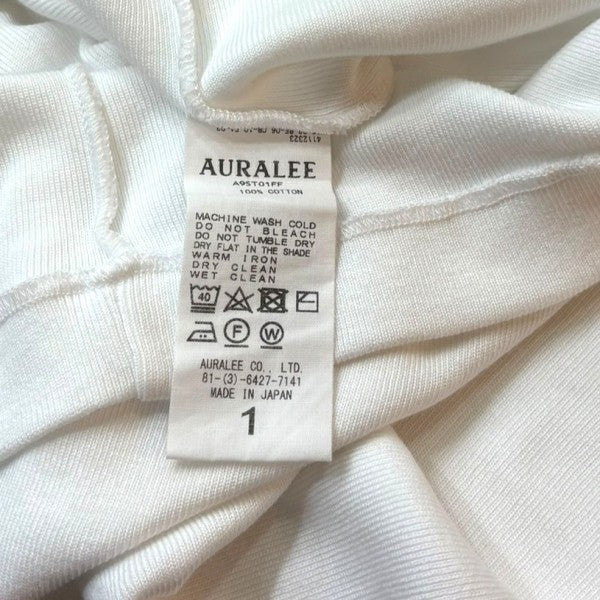 4112323
AURALEE
A9ST01FF
100% COTTON
MACHINE WASH COLD
DO NOT BLEACH
DO NOT TUMBLE DRY
DRY FLAT IN THE SHADE
WARM IRON
DRY CLEAN
WET CLEAN
40
F W
AURALEE CO., LTD.
81-(3)-6427-7141
MADE IN JAPAN
1